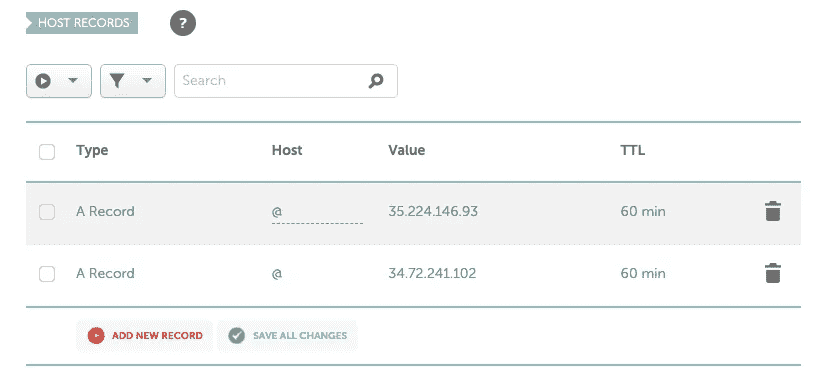 HOST RECORDS ?
Search
Type Host Value TTL
A Record @ 35.224.146.93 60 min
A Record @ 34.72.241.102 60 min
ADD NEW RECORD SAVE ALL CHANGES